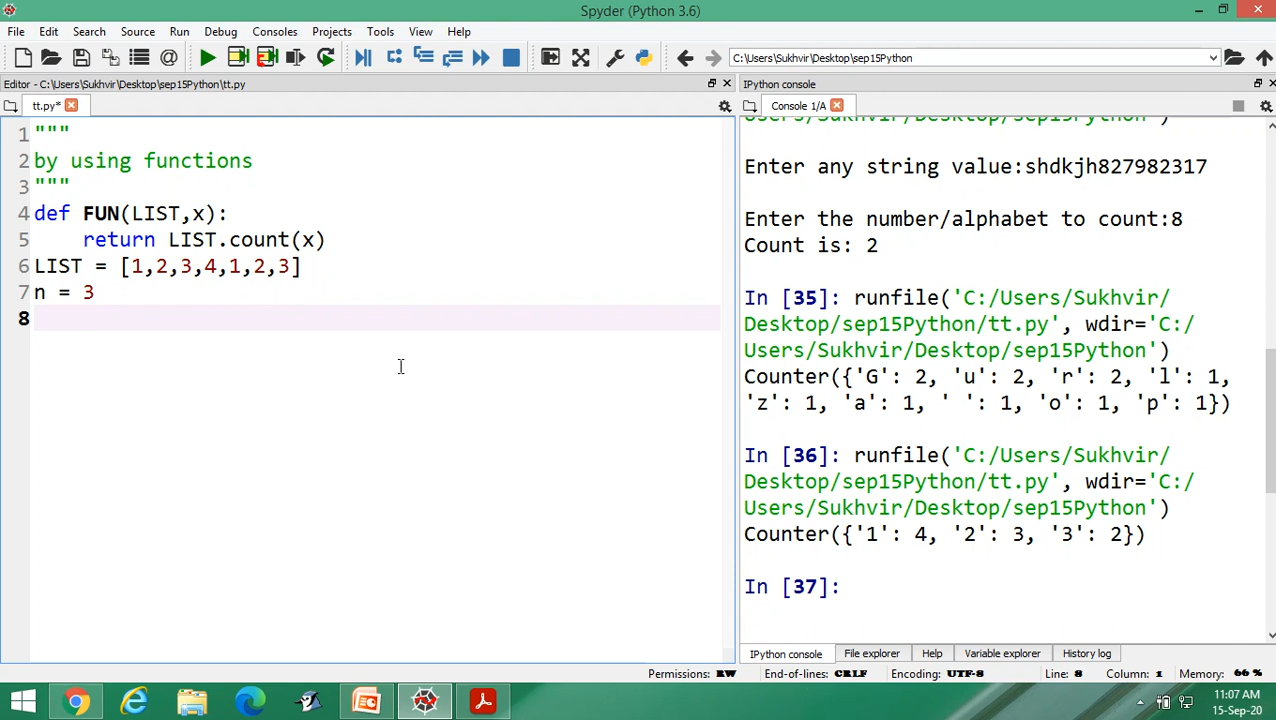 Spyder (Python 3.6)
File Edit Search Source Run Debug Consoles Projects Tools View Help
C:\Users\Sukhvir\Desktop\sep15Python
Editor - C:\Users\Sukhvir\Desktop\sep15Python\tt.py
tt.py*
1 """
2 by using functions
3 """
4 def FUN(LIST,x):
5 return LIST.count(x)
6 LIST = [1,2,3,4,1,2,3]
7 n = 3
8
IPython console
Console 1/A
Users/Sukhvir/Desktop/sep15Python')
Enter any string value:shdkjh827982317
Enter the number/alphabet to count:8
Count is: 2
In [35]: runfile('C:/Users/Sukhvir/
Desktop/sep15Python/tt.py', wdir='C:/
Users/Sukhvir/Desktop/sep15Python')
Counter({'G': 2, 'u': 2, 'r': 2, 'l': 1,
'z': 1, 'a': 1, ' ': 1, 'o': 1, 'p': 1})
In [36]: runfile('C:/Users/Sukhvir/
Desktop/sep15Python/tt.py', wdir='C:/
Users/Sukhvir/Desktop/sep15Python')
Counter({'1': 4, '2': 3, '3': 2})
In [37]:
IPython console File explorer Help Variable explorer History log
Permissions: RW End-of-lines: CRLF Encoding: UTF-8 Line: 8 Column: 1 Memory: 66 %
11:07 AM
15-Sep-20